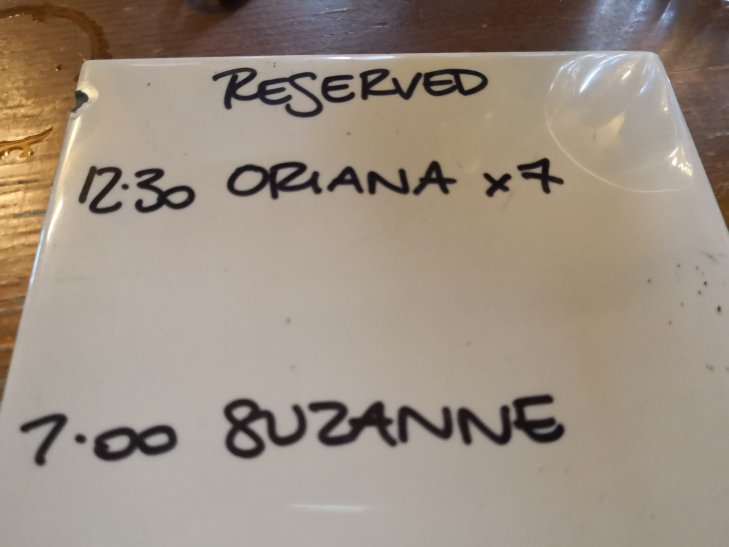 RESERVED
12.30 ORIANA x7
7.00 SUZANNE